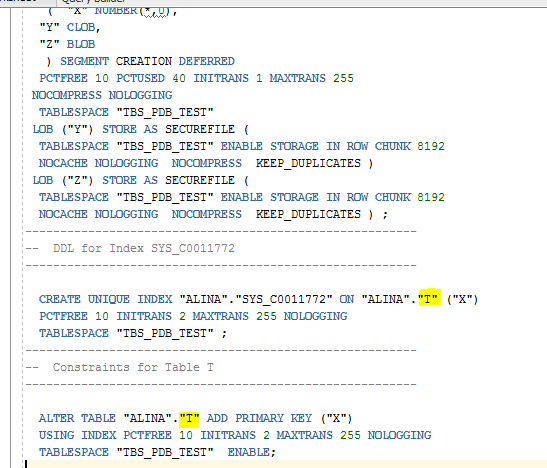 Query Builder
( "X" NUMBER(*,0),
"Y" CLOB,
"Z" BLOB
) SEGMENT CREATION DEFERRED
PCTFREE 10 PCTUSED 40 INITRANS 1 MAXTRANS 255
NOCOMPRESS NOLOGGING
TABLESPACE "TBS_PDB_TEST"
LOB ("Y") STORE AS SECUREFILE (
TABLESPACE "TBS_PDB_TEST" ENABLE STORAGE IN ROW CHUNK 8192
NOCACHE NOLOGGING NOCOMPRESS KEEP_DUPLICATES )
LOB ("Z") STORE AS SECUREFILE (
TABLESPACE "TBS_PDB_TEST" ENABLE STORAGE IN ROW CHUNK 8192
NOCACHE NOLOGGING NOCOMPRESS KEEP_DUPLICATES ) ;
--------------------------------------------------------
-- DDL for Index SYS_C0011772
--------------------------------------------------------
CREATE UNIQUE INDEX "ALINA"."SYS_C0011772" ON "ALINA"."T" ("X")
PCTFREE 10 INITRANS 2 MAXTRANS 255 NOLOGGING
TABLESPACE "TBS_PDB_TEST" ;
--------------------------------------------------------
-- Constraints for Table T
--------------------------------------------------------
ALTER TABLE "ALINA"."T" ADD PRIMARY KEY ("X")
USING INDEX PCTFREE 10 INITRANS 2 MAXTRANS 255 NOLOGGING
TABLESPACE "TBS_PDB_TEST" ENABLE;